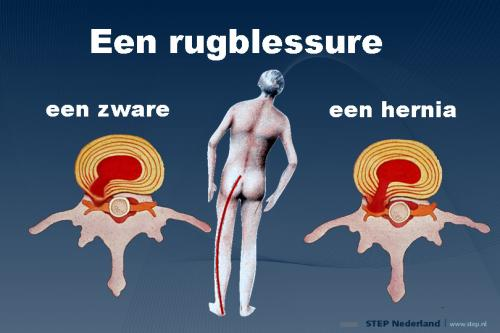 Een rugblessure
een zware
een hernia
STEP Nederland | www.step.nl